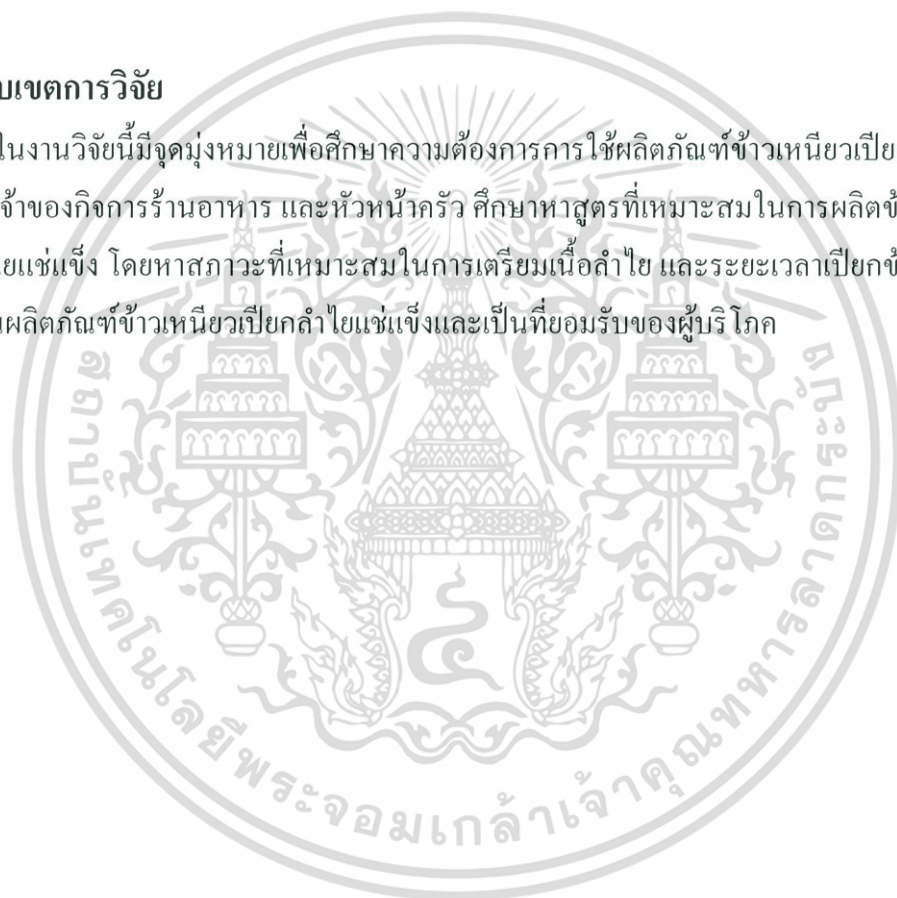 บเขตการวิจัย
ในงานวิจัยนี้มีจุดมุ่งหมายเพื่อศึกษาความต้องการการใช้ผลิตภัณฑ์ข้าวเหนียวเปีย
จ้าของกิจการร้านอาหาร และหัวหน้าครัว ศึกษาหาสูตรที่เหมาะสมในการผลิตข้
ยแช่แข็ง โดยหาสภาวะที่เหมาะสมในการเตรียมเนื้อลำไย และระยะเวลาเปียกข้
ผลิตภัณฑ์ข้าวเหนียวเปียกลำไยแช่แข็งและเป็นที่ยอมรับของผู้บริโภค
สถาบันเทคโนโลยีพระจอมเกล้าเจ้าคุณทหารลาดกระบัง